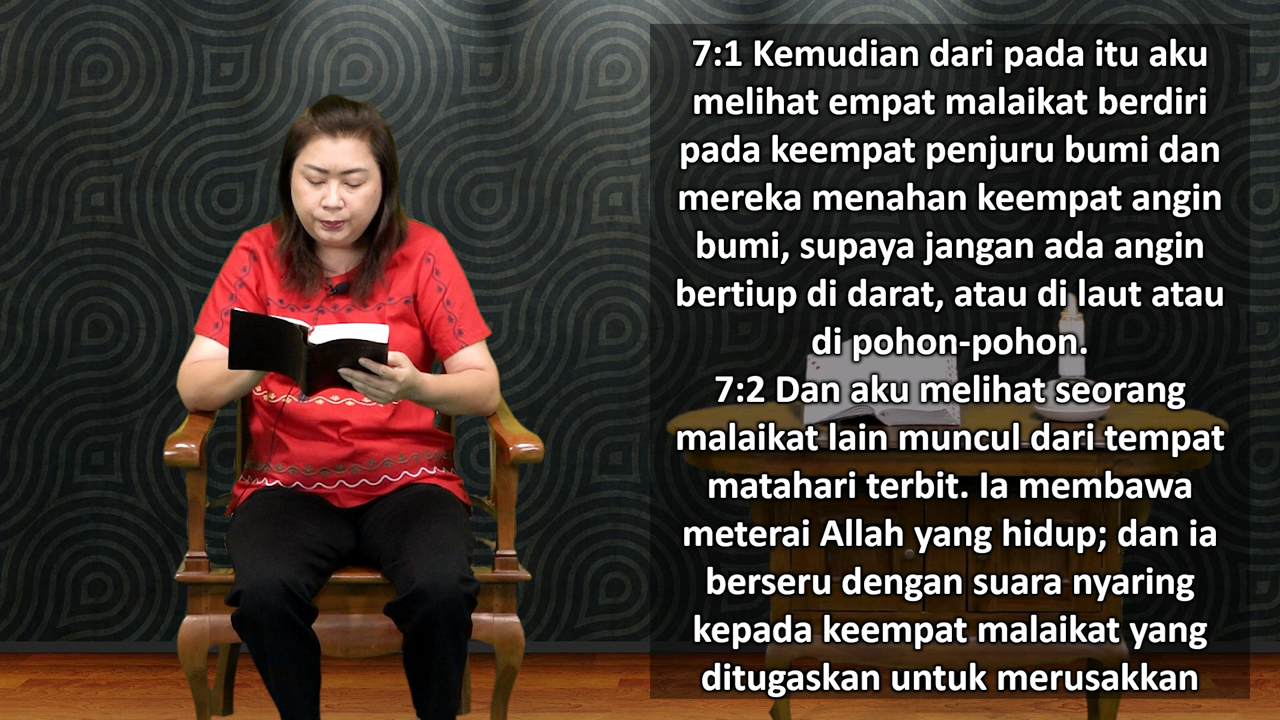 7:1 Kemudian dari pada itu aku
melihat empat malaikat berdiri
pada keempat penjuru bumi dan
mereka menahan keempat angin
bumi, supaya jangan ada angin
bertiup di darat, atau di laut atau
di pohon-pohon.
7:2 Dan aku melihat seorang
malaikat lain muncul dari tempat
matahari terbit. Ia membawa
meterai Allah yang hidup; dan ia
berseru dengan suara nyaring
kepada keempat malaikat yang
ditugaskan untuk merusakkan